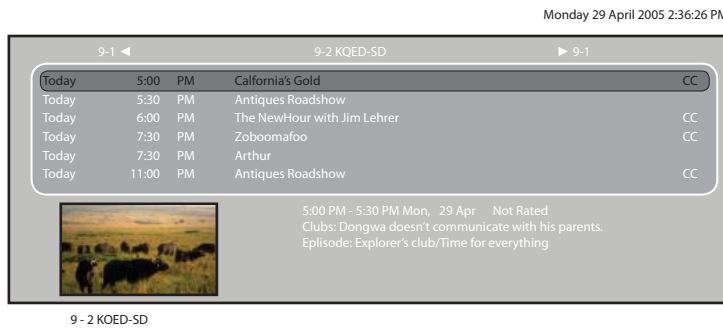 Monday 29 April 2005 2:36:26 PM
9-1 ◄ 9-2 KQED-SD ► 9-1
Today 5:00 PM Calfornia's Gold CC
Today 5:30 PM Antiques Roadshow
Today 6:00 PM The NewHour with Jim Lehrer CC
Today 7:30 PM Zoboomafoo CC
Today 7:30 PM Arthur
Today 11:00 PM Antiques Roadshow CC
5:00 PM - 5:30 PM Mon, 29 Apr Not Rated
Clubs: Dongwa doesn't communicate with his parents.
Eplisode: Explorer's club/Time for everything
9 - 2 KOED-SD